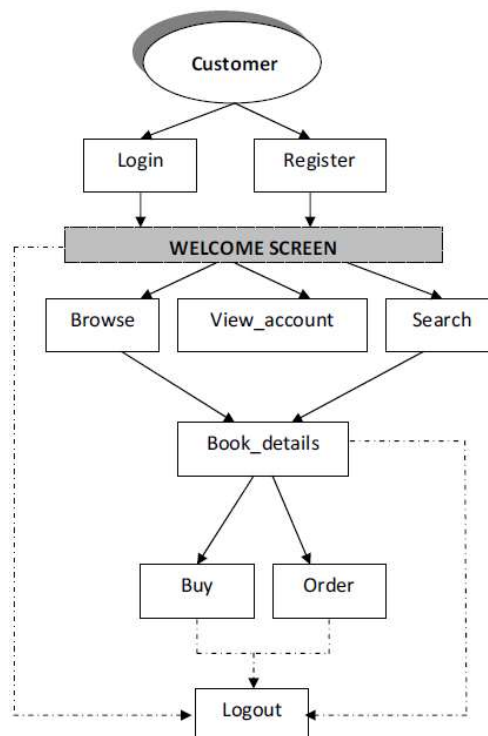 Customer
Login
Register
WELCOME SCREEN
Browse
View_account
Search
Book_details
Buy
Order
Logout